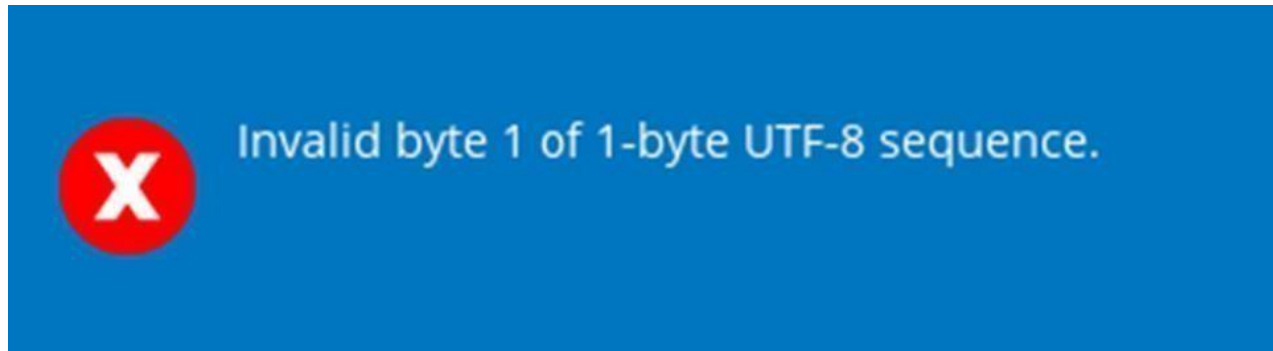 X
Invalid byte 1 of 1-byte UTF-8 sequence.